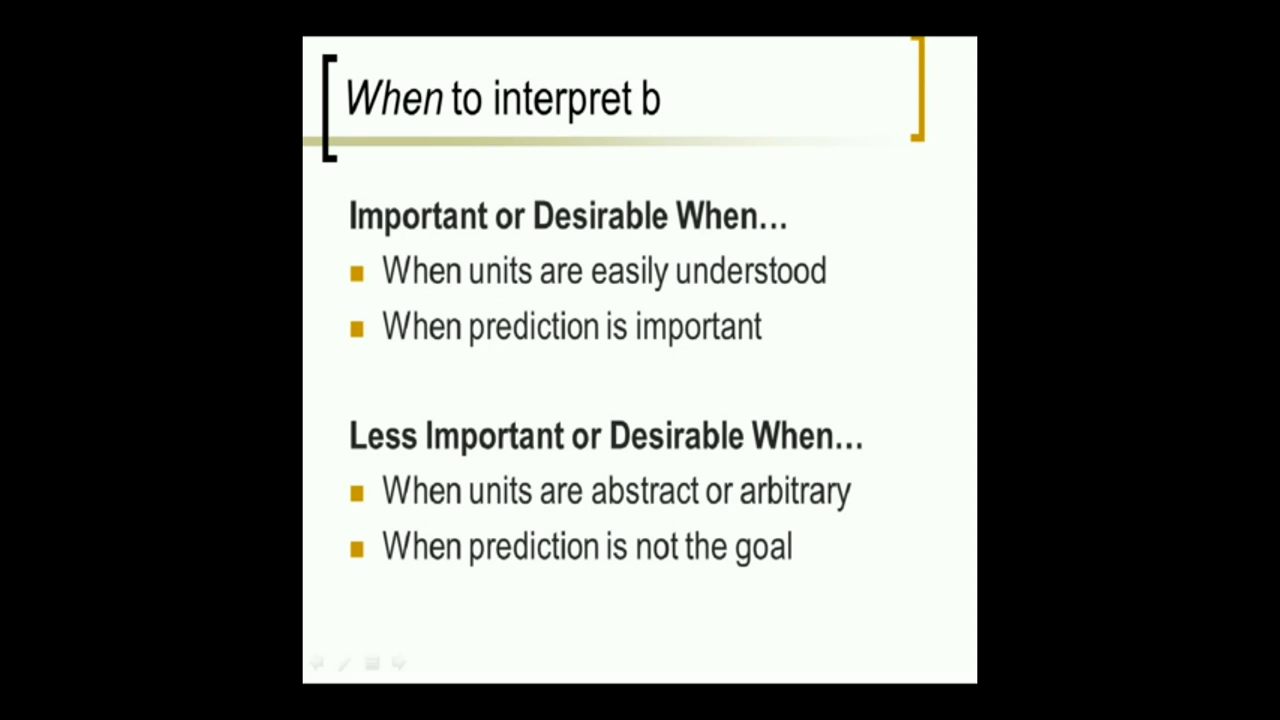 When to interpret b
Important or Desirable When…
When units are easily understood
When prediction is important
Less Important or Desirable When…
When units are abstract or arbitrary
When prediction is not the goal